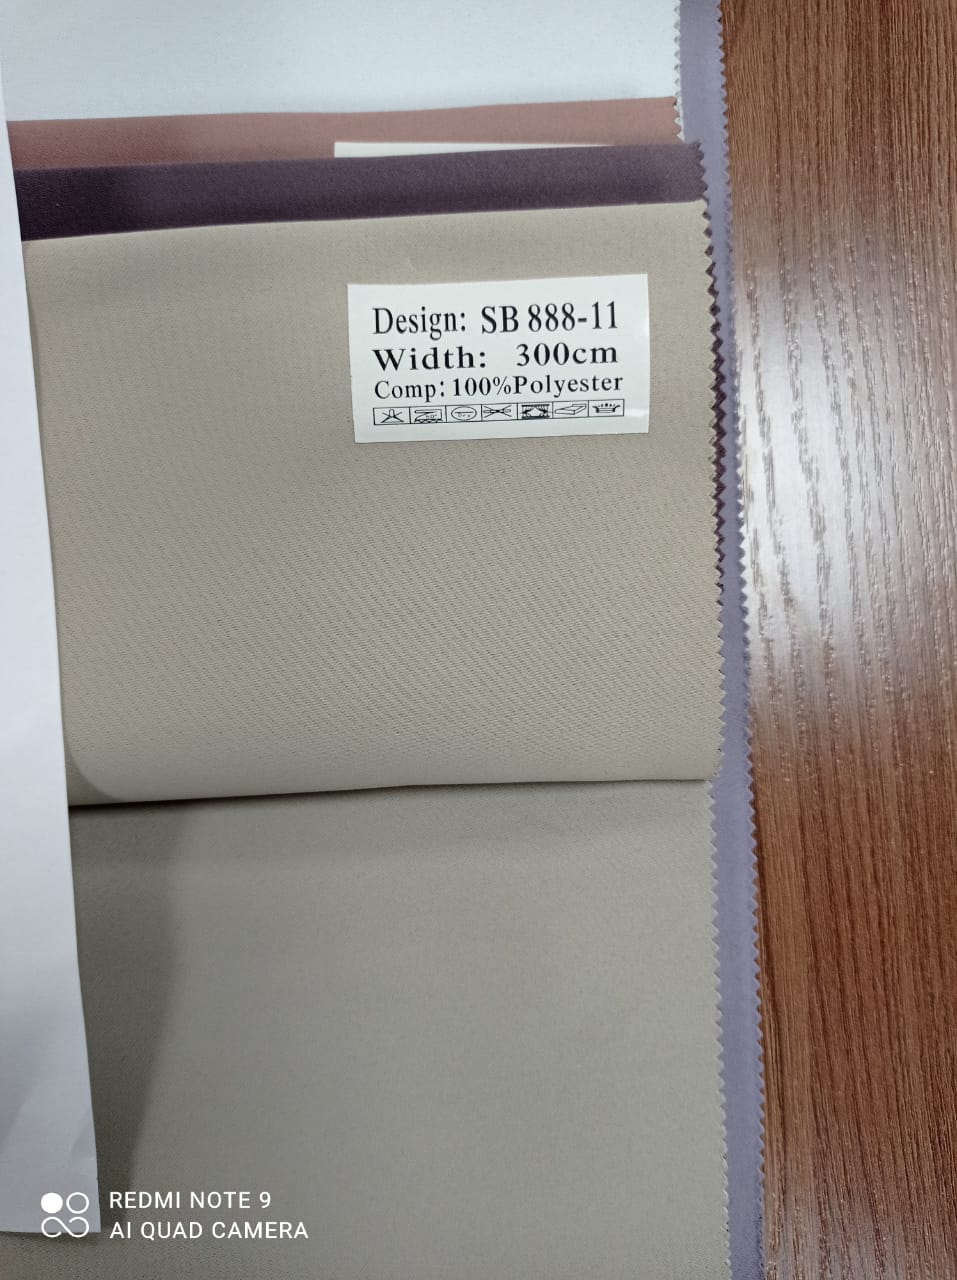 Design: SB 888-11
Width: 300cm
Comp: 100%Polyester
REDMI NOTE 9
AI QUAD CAMERA